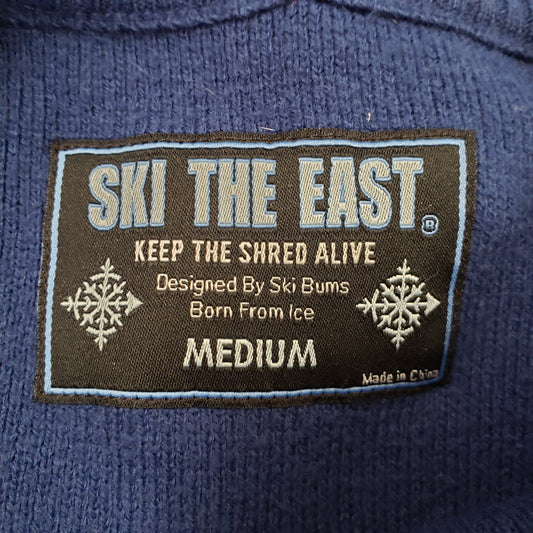 SKI THE EAST®
KEEP THE SHRED ALIVE
Designed By Ski Bums
Born From Ice
MEDIUM
Made in China